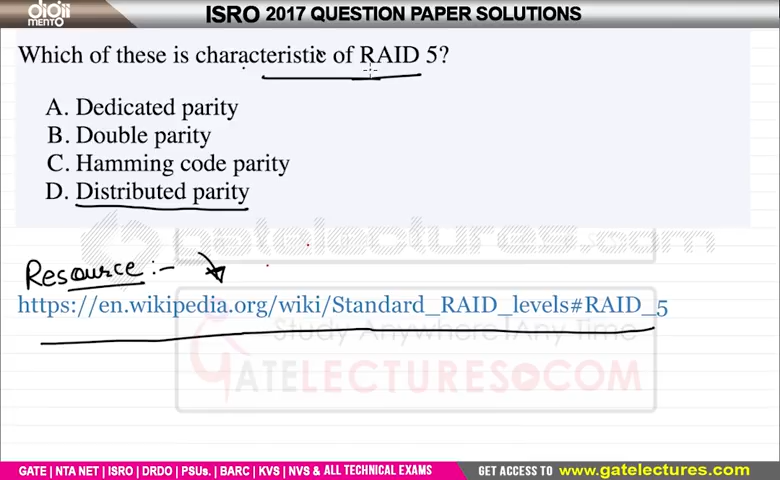 digii
MENTO
ISRO 2017 QUESTION PAPER SOLUTIONS
Which of these is characteristic of RAID 5?
A. Dedicated parity
B. Double parity
C. Hamming code parity
D. Distributed parity
gatelectures.com
Resource :-
https://en.wikipedia.org/wiki/Standard_RAID_levels#RAID_5
Study Anywhere!Any Time
GATELECTURES.COM
GATE | NTA NET | ISRO | DRDO | PSUs. | BARC | KVS | NVS & ALL TECHNICAL EXAMS GET ACCESS TO www.gatelectures.com